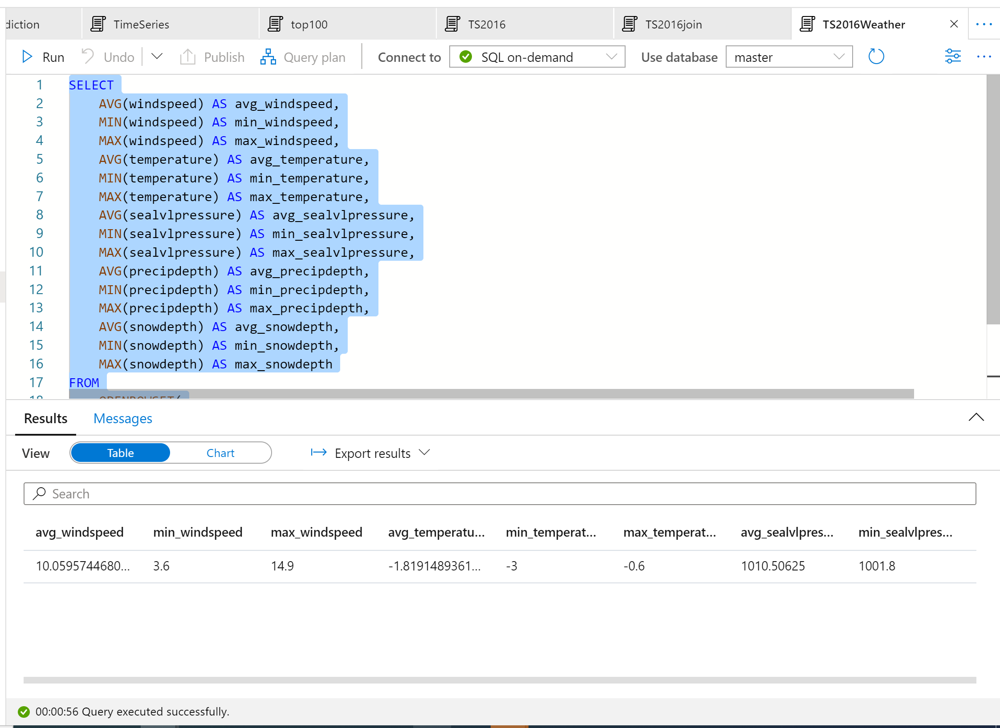 diction TimeSeries top100 TS2016 TS2016join TS2016Weather
Run Undo Publish Query plan Connect to SQL on-demand Use database master
1 SELECT
2 AVG(windspeed) AS avg_windspeed,
3 MIN(windspeed) AS min_windspeed,
4 MAX(windspeed) AS max_windspeed,
5 AVG(temperature) AS avg_temperature,
6 MIN(temperature) AS min_temperature,
7 MAX(temperature) AS max_temperature,
8 AVG(sealvlpressure) AS avg_sealvlpressure,
9 MIN(sealvlpressure) AS min_sealvlpressure,
10 MAX(sealvlpressure) AS max_sealvlpressure,
11 AVG(precipdepth) AS avg_precipdepth,
12 MIN(precipdepth) AS min_precipdepth,
13 MAX(precipdepth) AS max_precipdepth,
14 AVG(snowdepth) AS avg_snowdepth,
15 MIN(snowdepth) AS min_snowdepth,
16 MAX(snowdepth) AS max_snowdepth
17 FROM
18 OPENROWSET(
Results Messages
View Table Chart Export results
Search
avg_windspeed min_windspeed max_windspeed avg_temperatu... min_temperat... max_temperat... avg_sealvlpres... min_sealvlpres...
10.0595744680... 3.6 14.9 -1.8191489361... -3 -0.6 1010.50625 1001.8
00:00:56 Query executed successfully.